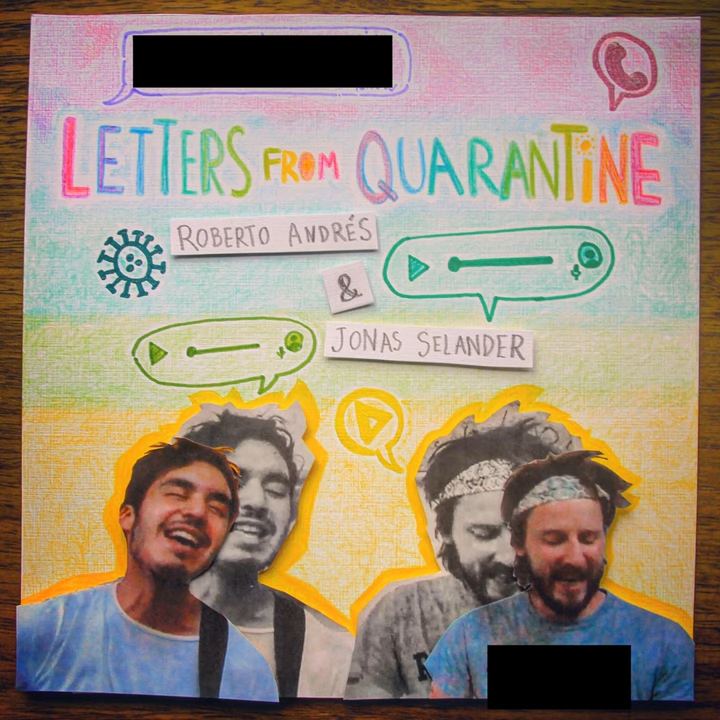 LETTERS FROM QUARANTINE
ROBERTO ANDRÉS
&
JONAS SELANDER